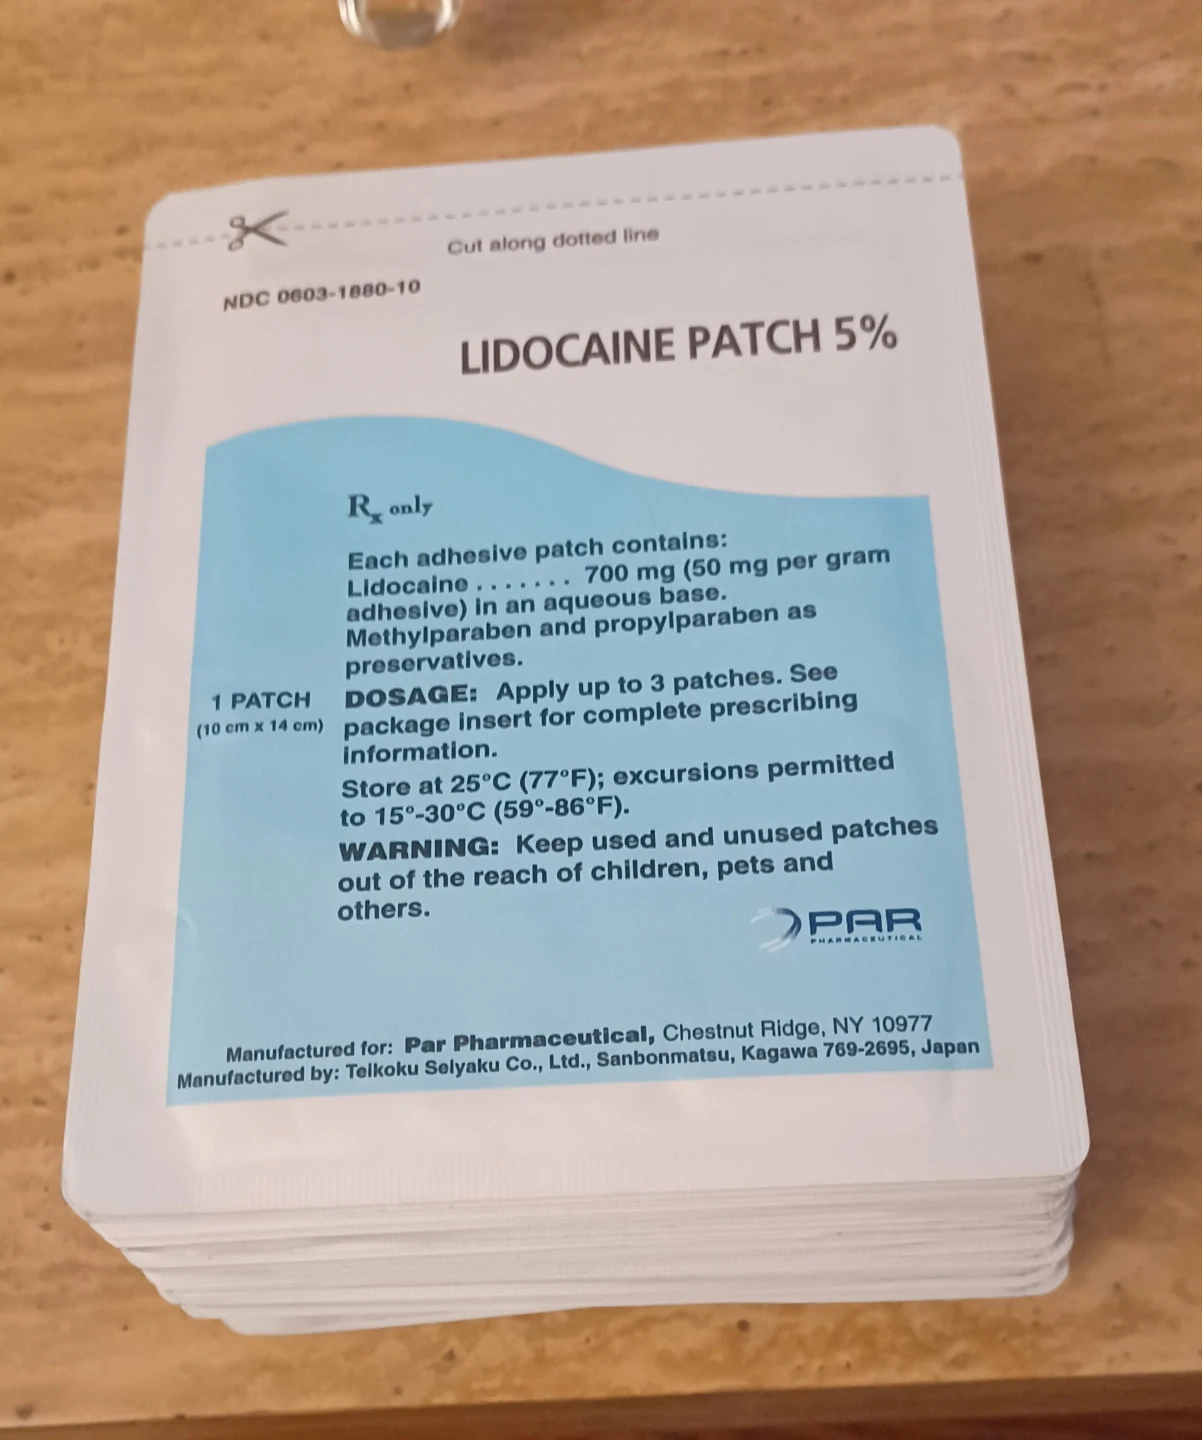 Cut along dotted line
NDC 0603-1880-10
LIDOCAINE PATCH 5%
Rx only
Each adhesive patch contains:
Lidocaine ....... 700 mg (50 mg per gram
adhesive) in an aqueous base.
Methylparaben and propylparaben as
preservatives.
1 PATCH
(10 cm x 14 cm)
DOSAGE: Apply up to 3 patches. See
package insert for complete prescribing
information.
Store at 25°C (77°F); excursions permitted
to 15°-30°C (59°-86°F).
WARNING: Keep used and unused patches
out of the reach of children, pets and
others.
PAR
PHARMACEUTICAL
Manufactured for: Par Pharmaceutical, Chestnut Ridge, NY 10977
Manufactured by: Teikoku Seiyaku Co., Ltd., Sanbonmatsu, Kagawa 769-2695, Japan